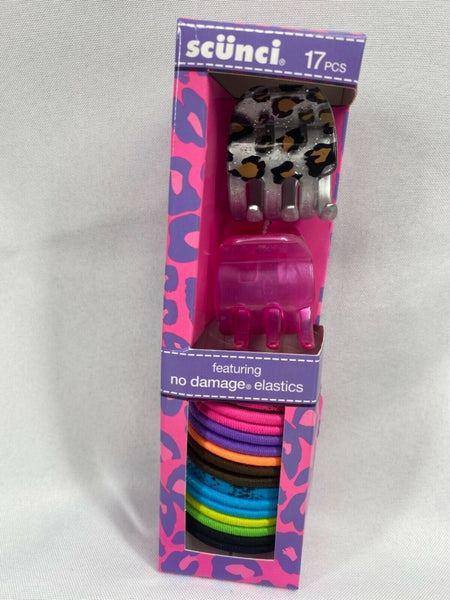 scünci® 17 PCS
featuring
no damage® elastics